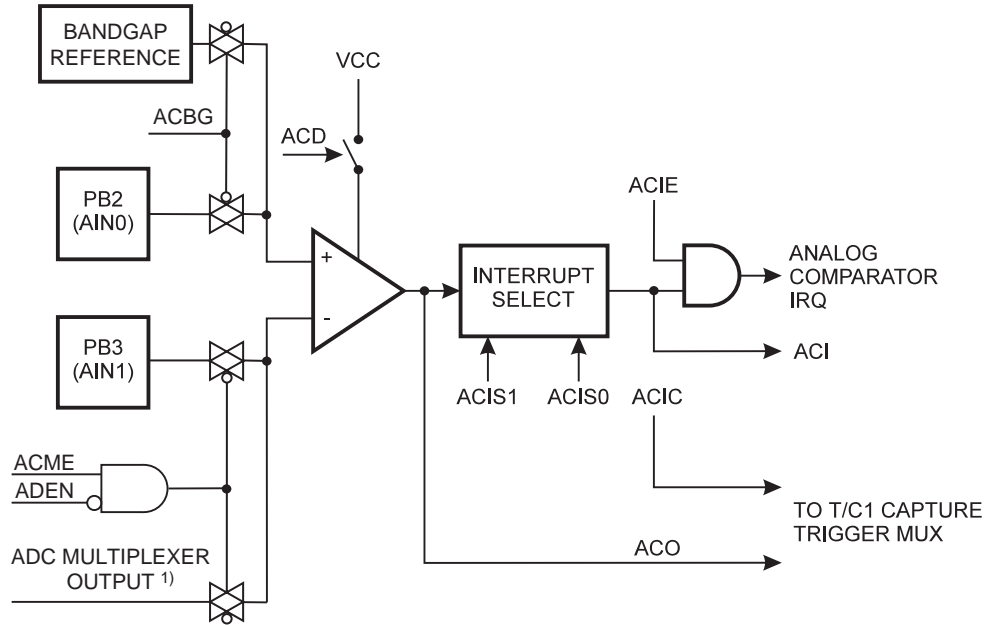 BANDGAP
REFERENCE
VCC
ACBG
ACD
PB2
(AIN0)
ACIE
+
INTERRUPT
SELECT
ANALOG
COMPARATOR
IRQ
-
PB3
(AIN1)
ACI
ACIS1
ACIS0
ACIC
ACME
ADEN
TO T/C1 CAPTURE
TRIGGER MUX
ADC MULTIPLEXER
OUTPUT 1)
ACO